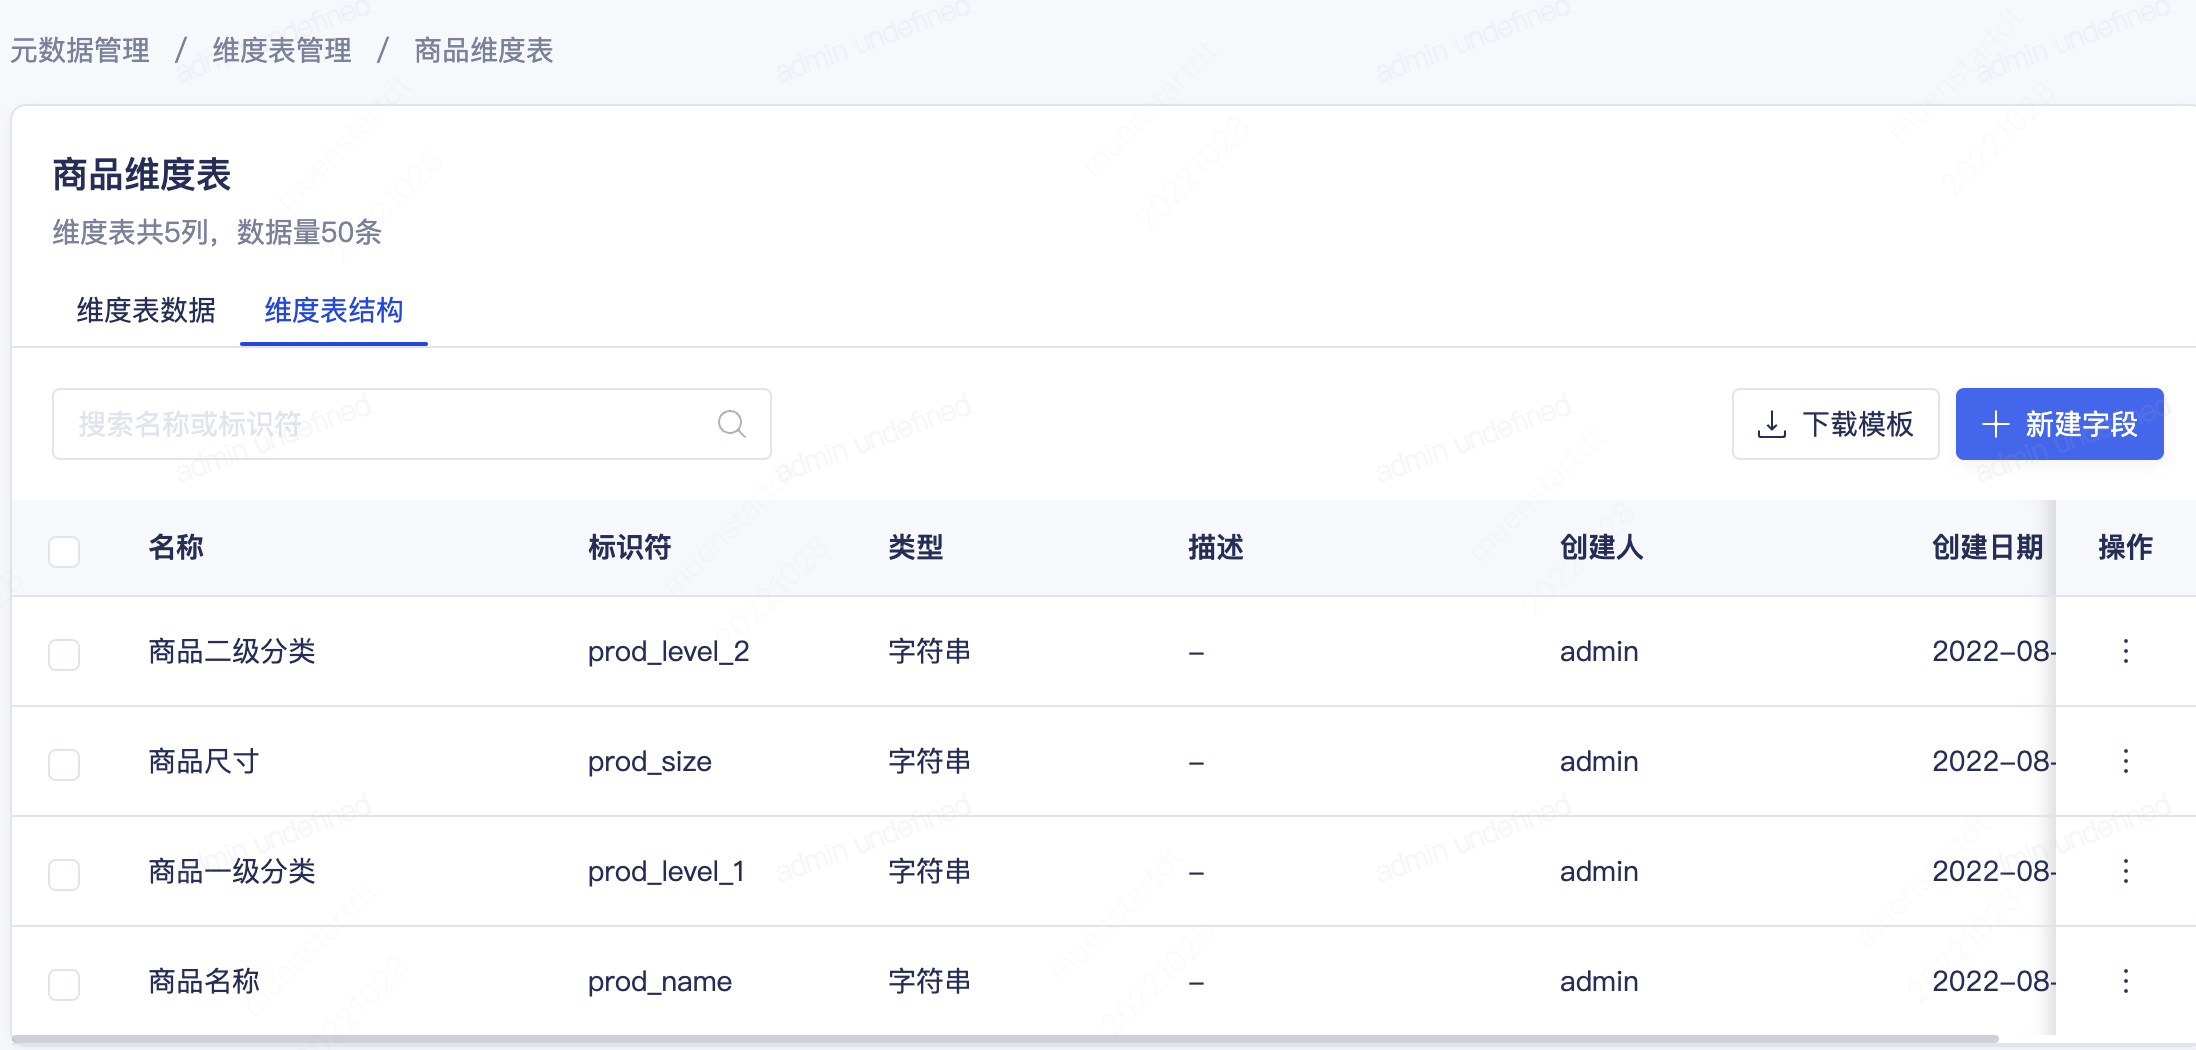 元数据管理 / 维度表管理 / 商品维度表
商品维度表
维度表共5列，数据量50条
维度表数据 维度表结构
搜索名称或标识符 下载模板 新建字段
名称 标识符 类型 描述 创建人 创建日期 操作
商品二级分类 prod_level_2 字符串 – admin 2022-08-
商品尺寸 prod_size 字符串 – admin 2022-08-
商品一级分类 prod_level_1 字符串 – admin 2022-08-
商品名称 prod_name 字符串 – admin 2022-08-
admin undefined
muenstartdt
20221028